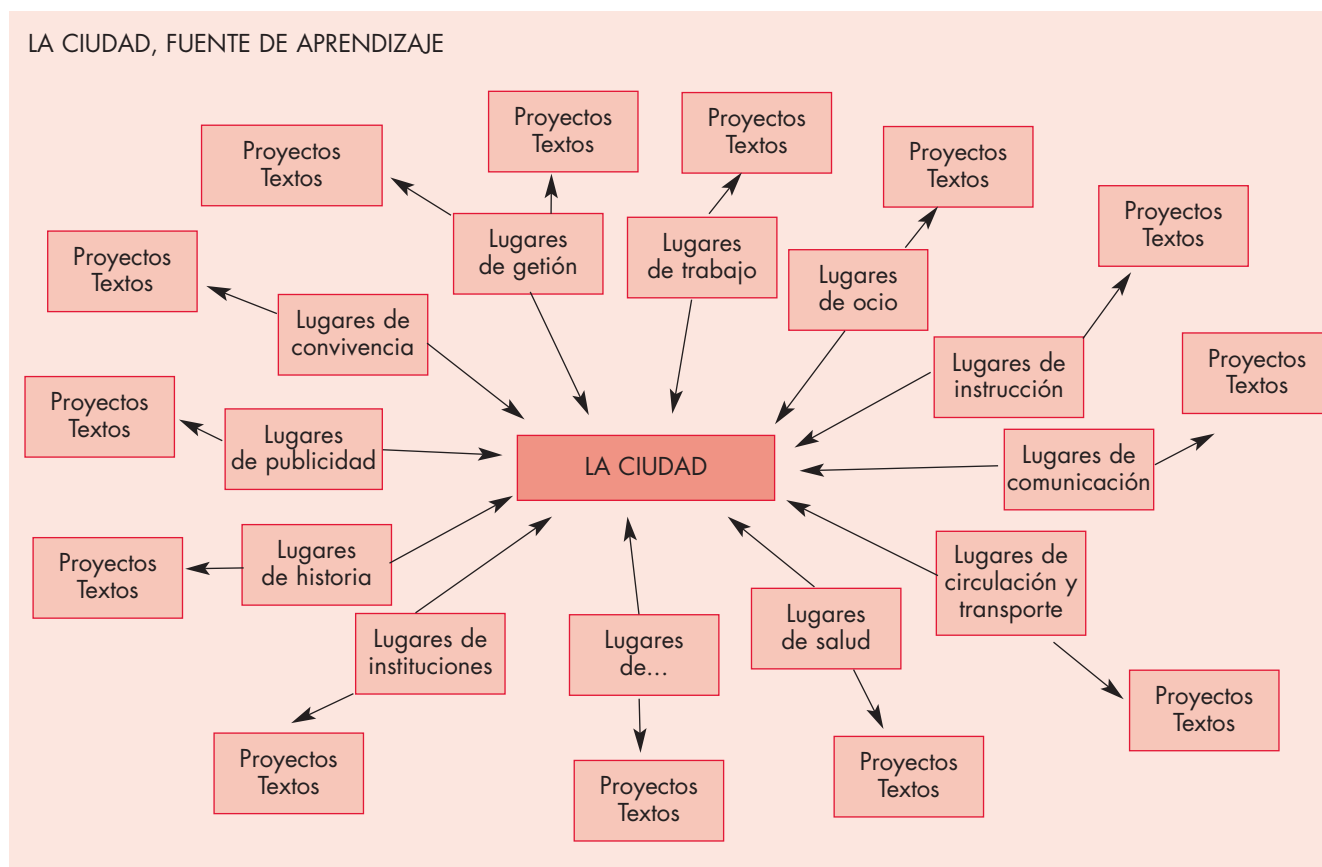 LA CIUDAD, FUENTE DE APRENDIZAJE
Proyectos
Textos
Proyectos
Textos
Proyectos
Textos
Proyectos
Textos
Proyectos
Textos
Lugares
de getión
Lugares
de trabajo
Lugares
de ocio
Proyectos
Textos
Lugares de
convivencia
Lugares de
instrucción
Proyectos
Textos
Proyectos
Textos
Lugares
de publicidad
LA CIUDAD
Lugares de
comunicación
Proyectos
Textos
Lugares
de historia
Lugares de
circulación y
transporte
Lugares de
instituciones
Lugares
de...
Lugares
de salud
Proyectos
Textos
Proyectos
Textos
Proyectos
Textos
Proyectos
Textos